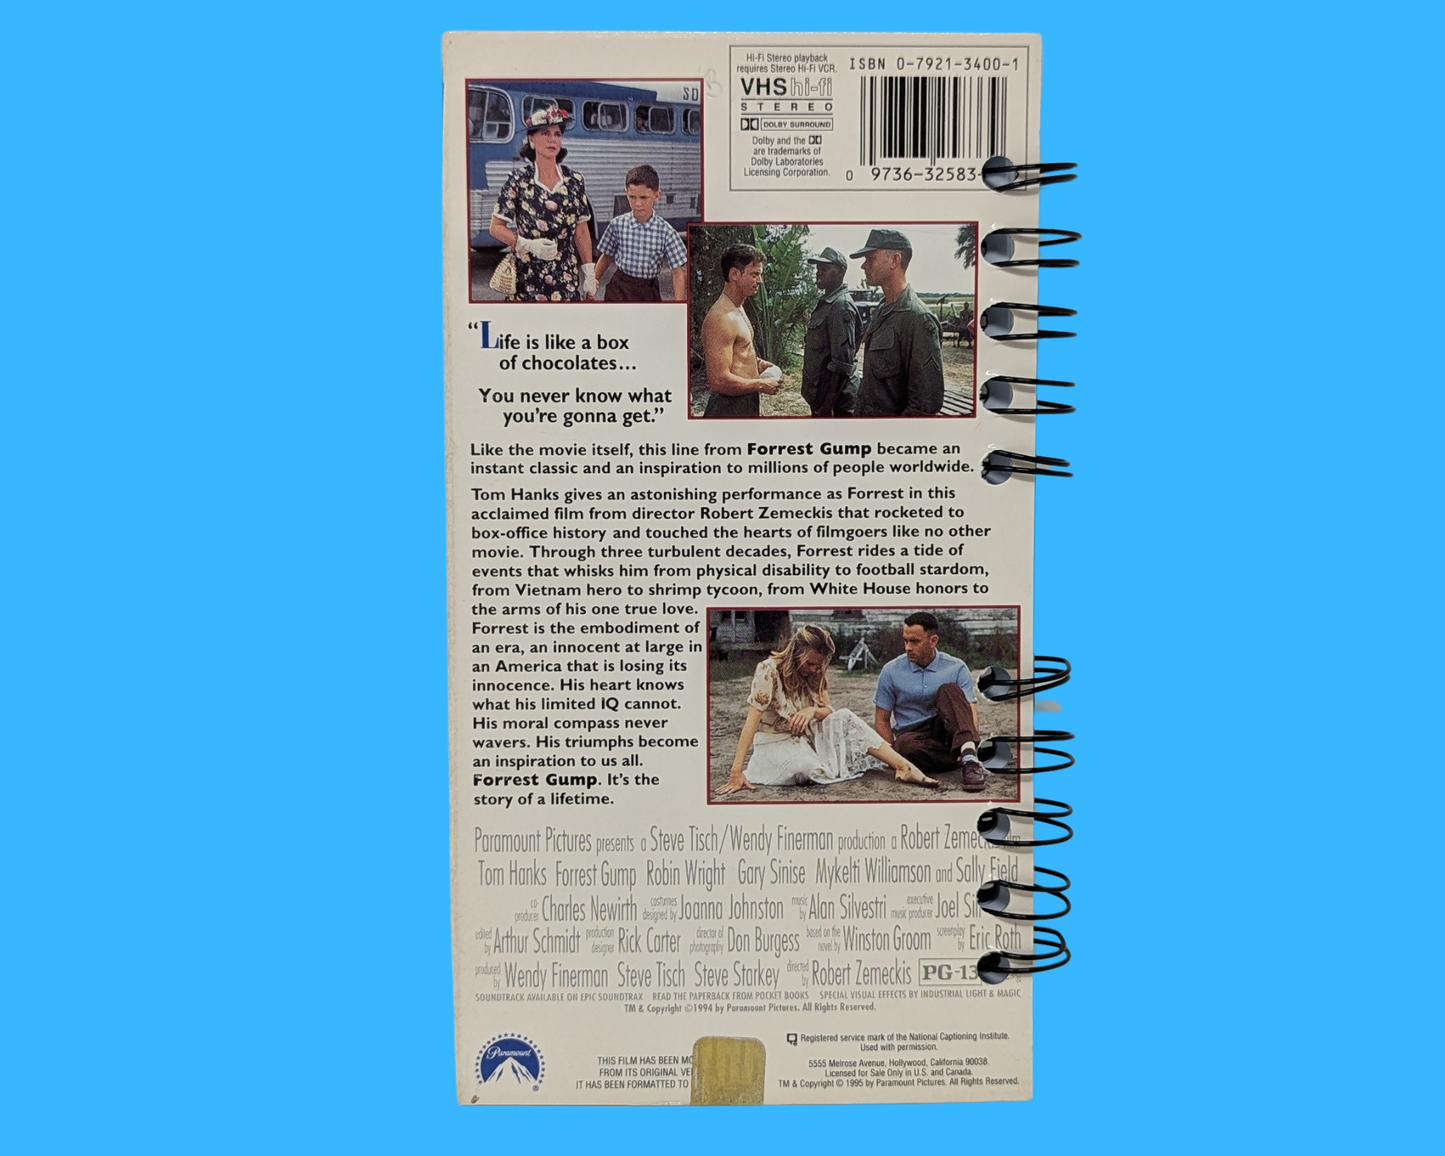 SD
Hi-Fi Stereo playback
requires Stereo Hi-Fi VCR.
VHS hi-fi
STEREO
DOLBY SURROUND
Dolby and the
are trademarks of
Dolby Laboratories
Licensing Corporation.
ISBN 0-7921-3400-1
0 9736-32583-
“Life is like a box
of chocolates...
You never know what
you’re gonna get.”
Like the movie itself, this line from Forrest Gump became an
instant classic and an inspiration to millions of people worldwide.
Tom Hanks gives an astonishing performance as Forrest in this
acclaimed film from director Robert Zemeckis that rocketed to
box-office history and touched the hearts of filmgoers like no other
movie. Through three turbulent decades, Forrest rides a tide of
events that whisks him from physical disability to football stardom,
from Vietnam hero to shrimp tycoon, from White House honors to
the arms of his one true love.
Forrest is the embodiment of
an era, an innocent at large in
an America that is losing its
innocence. His heart knows
what his limited IQ cannot.
His moral compass never
wavers. His triumphs become
an inspiration to us all.
Forrest Gump. It’s the
story of a lifetime.
Paramount Pictures presents a Steve Tisch/Wendy Finerman production a Robert Zemeckis film
Tom Hanks Forrest Gump Robin Wright Gary Sinise Mykelti Williamson and Sally Field
co-producer Charles Newirth costumes designed by Joanna Johnston music by Alan Silvestri executive music producer Joel
edited by Arthur Schmidt production designer Rick Carter director of photography Don Burgess based on the novel by Winston Groom screenplay by Eric Roth
produced by Wendy Finerman Steve Tisch Steve Starkey directed by Robert Zemeckis PG-13
SOUNDTRACK AVAILABLE ON EPIC SOUNDTRAX READ THE PAPERBACK FROM POCKET BOOKS SPECIAL VISUAL EFFECTS BY INDUSTRIAL LIGHT & MAGIC
TM & Copyright ©1994 by Paramount Pictures. All Rights Reserved.
Paramount
®
THIS FILM HAS BEEN
FROM ITS ORIGINAL
IT HAS BEEN FORMATTED TO
Registered service mark of the National Captioning Institute.
Used with permission.
5555 Melrose Avenue, Hollywood, California 90038.
Licensed for Sale Only in U.S. and Canada.
TM & Copyright © 1995 by Paramount Pictures. All Rights Reserved.